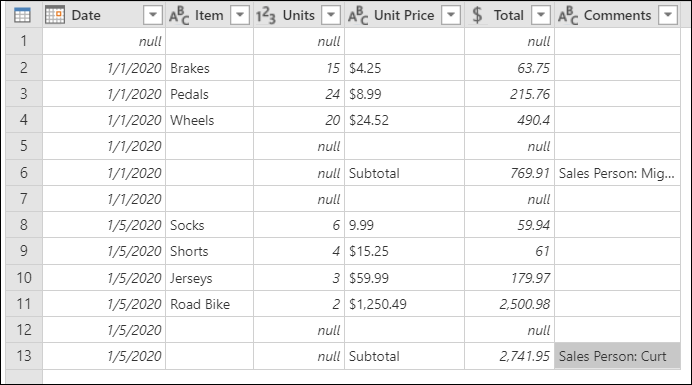 Date ABC Item 123 Units ABC Unit Price $ Total ABC Comments
1 null null null
2 1/1/2020 Brakes 15 $4.25 63.75
3 1/1/2020 Pedals 24 $8.99 215.76
4 1/1/2020 Wheels 20 $24.52 490.4
5 1/1/2020 null null
6 1/1/2020 null Subtotal 769.91 Sales Person: Mig...
7 1/1/2020 null null
8 1/5/2020 Socks 6 9.99 59.94
9 1/5/2020 Shorts 4 $15.25 61
10 1/5/2020 Jerseys 3 $59.99 179.97
11 1/5/2020 Road Bike 2 $1,250.49 2,500.98
12 1/5/2020 null null
13 1/5/2020 null Subtotal 2,741.95 Sales Person: Curt